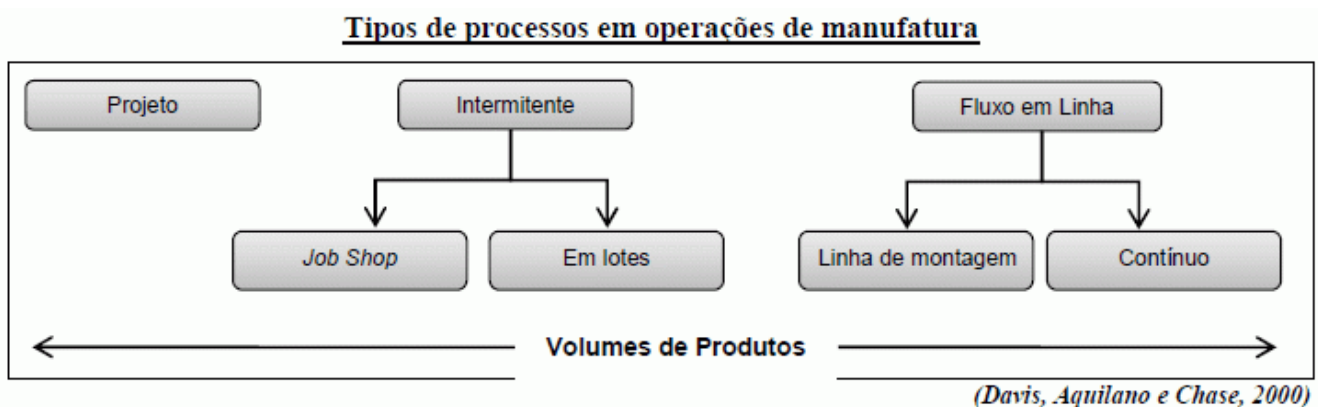 Tipos de processos em operações de manufatura
Projeto
Intermitente
Fluxo em Linha
Job Shop
Em lotes
Linha de montagem
Contínuo
Volumes de Produtos
(Davis, Aquilano e Chase, 2000)